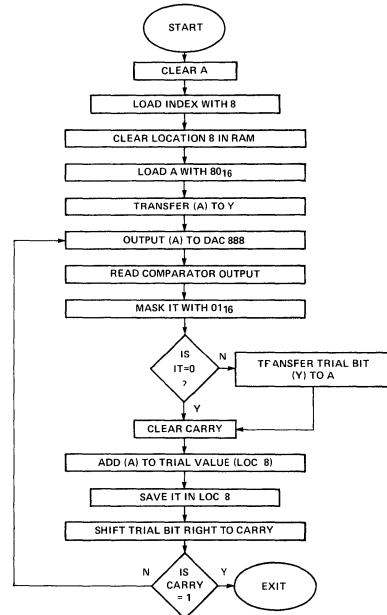 START
CLEAR A
LOAD INDEX WITH 8
CLEAR LOCATION 8 IN RAM
LOAD A WITH 80₁₆
TRANSFER (A) TO Y
OUTPUT (A) TO DAC 888
READ COMPARATOR OUTPUT
MASK IT WITH 01₁₆
IS
IT=0
?
N
TRANSFER TRIAL BIT
(Y) TO A
Y
CLEAR CARRY
ADD (A) TO TRIAL VALUE (LOC 8)
SAVE IT IN LOC 8
SHIFT TRIAL BIT RIGHT TO CARRY
N
IS
CARRY
= 1
Y
EXIT